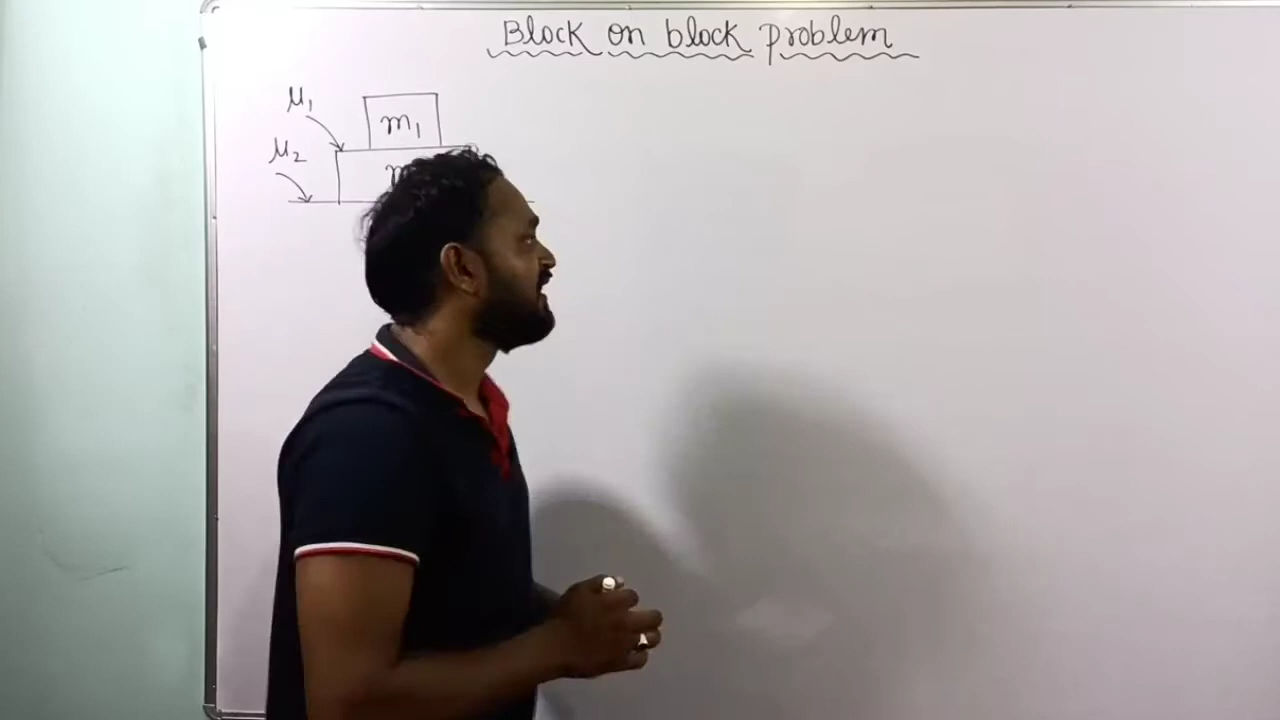 Block on block problem
μ₁
m₁
μ₂